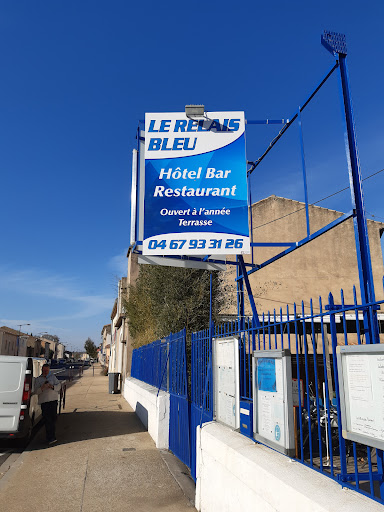 LE RELAIS
BLEU
Hôtel Bar
Restaurant
Ouvert à l'année
Terrasse
04 67 93 31 26